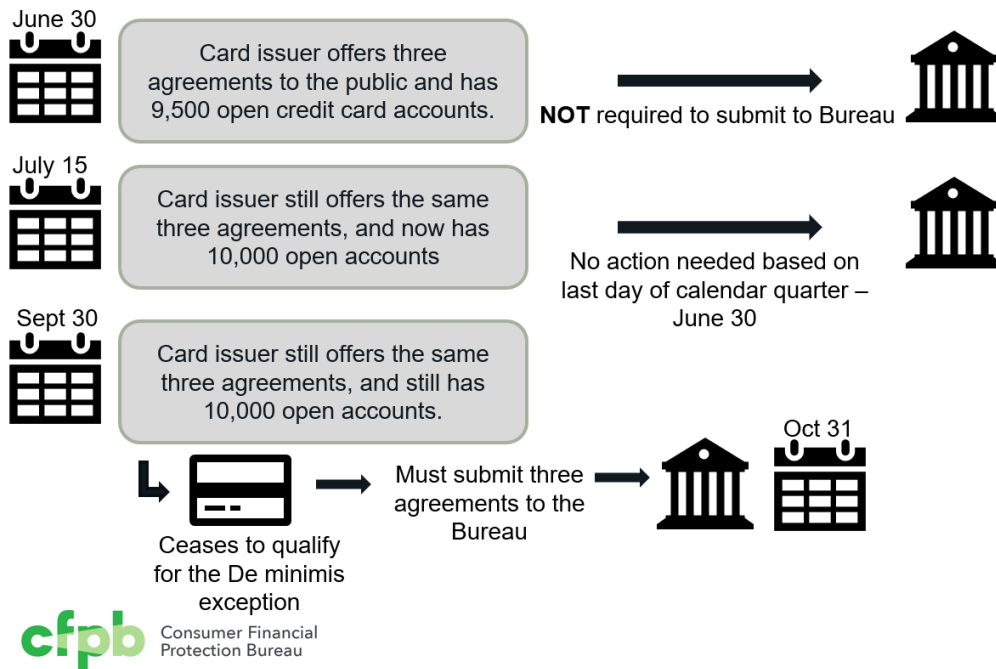 June 30
Card issuer offers three
agreements to the public and has
9,500 open credit card accounts.
NOT required to submit to Bureau
July 15
Card issuer still offers the same
three agreements, and now has
10,000 open accounts
No action needed based on
last day of calendar quarter –
June 30
Sept 30
Card issuer still offers the same
three agreements, and still has
10,000 open accounts.
Ceases to qualify
for the De minimis
exception
Must submit three
agreements to the
Bureau
Oct 31
cfpb
Consumer Financial
Protection Bureau